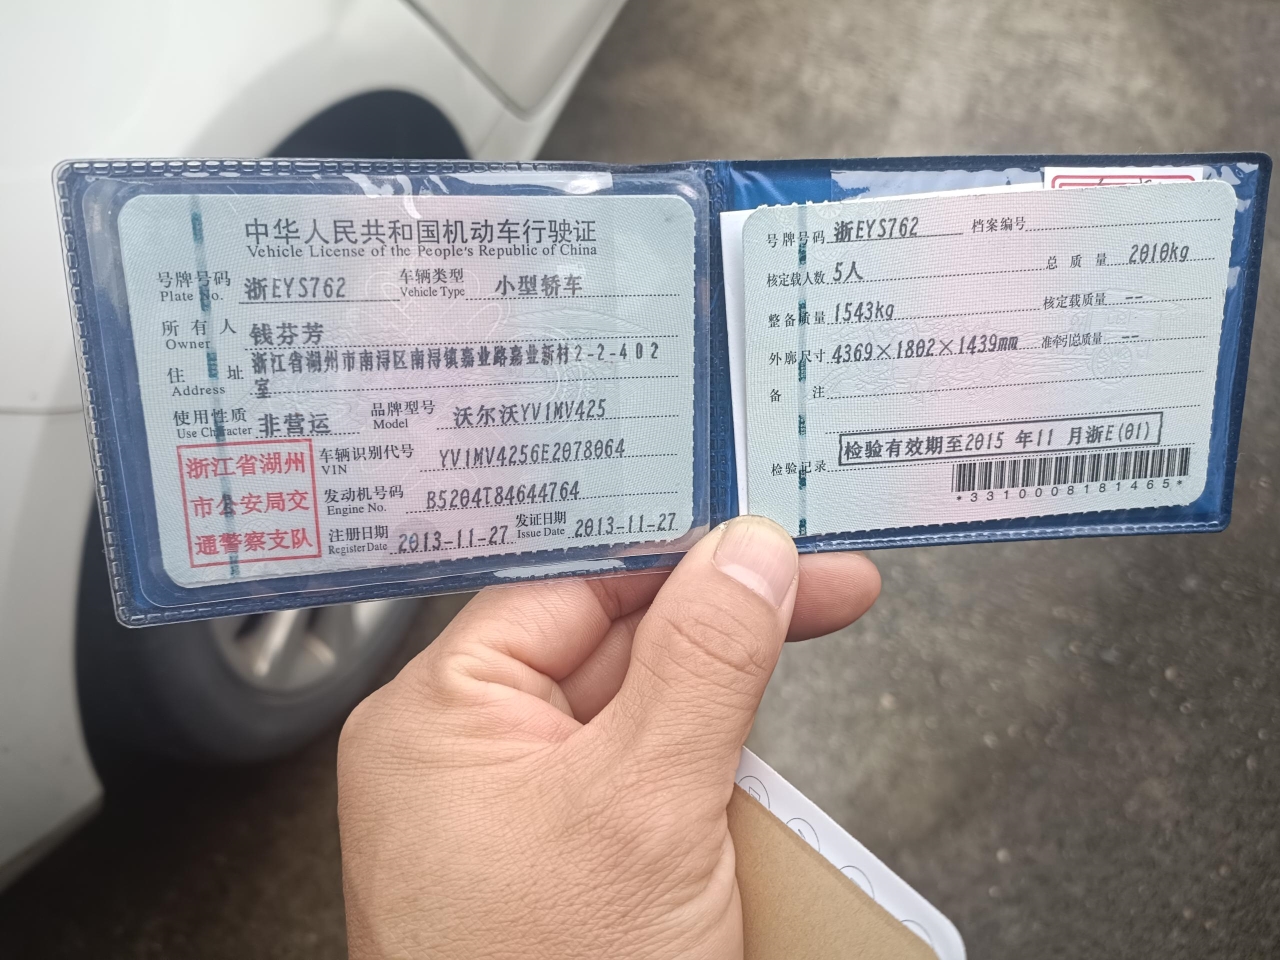 中华人民共和国机动车行驶证
Vehicle License of the People's Republic of China
号牌号码 浙EYS762 车辆类型 小型轿车
Plate No. Vehicle Type
所有人 钱芬芳
Owner
住址 浙江省湖州市南浔区南浔镇嘉业路嘉业新村2-2-402
Address 室
使用性质 非营运 品牌型号 沃尔沃YV1MV425
Use Character Model
浙江省湖州
市公安局交
通警察支队
车辆识别代号 YV1MV4256E2078064
VIN
发动机号码 B5204T84644764
Engine No.
注册日期 2013-11-27 发证日期 2013-11-27
Register Date Issue Date
号牌号码 浙EYS762 档案编号
核定载人数 5人 总质量 2010kg
整备质量 1543kg 核定载质量 --
外廓尺寸 4369×1802×1439mm 准牵引总质量 --
备注
检验记录 检验有效期至2015 年11 月浙E(01)
*3310008181465*